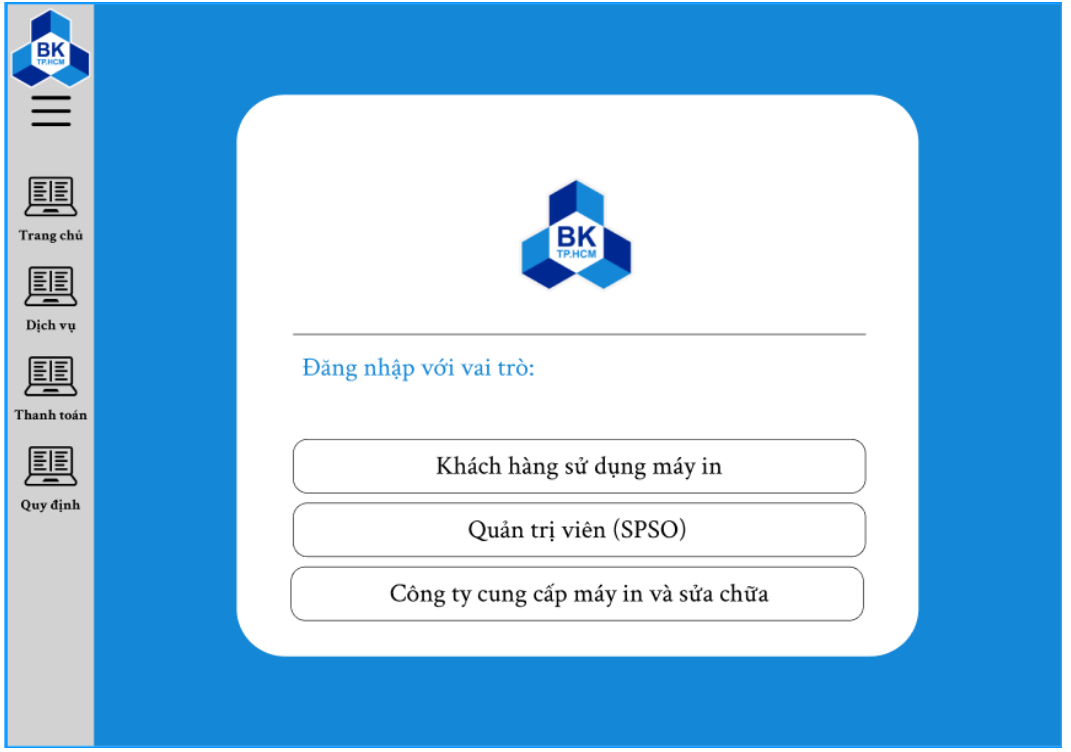 BK
TP.HCM
Trang chủ
Dịch vụ
Thanh toán
Quy định
BK
TP.HCM
Đăng nhập với vai trò:
Khách hàng sử dụng máy in
Quản trị viên (SPSO)
Công ty cung cấp máy in và sửa chữa